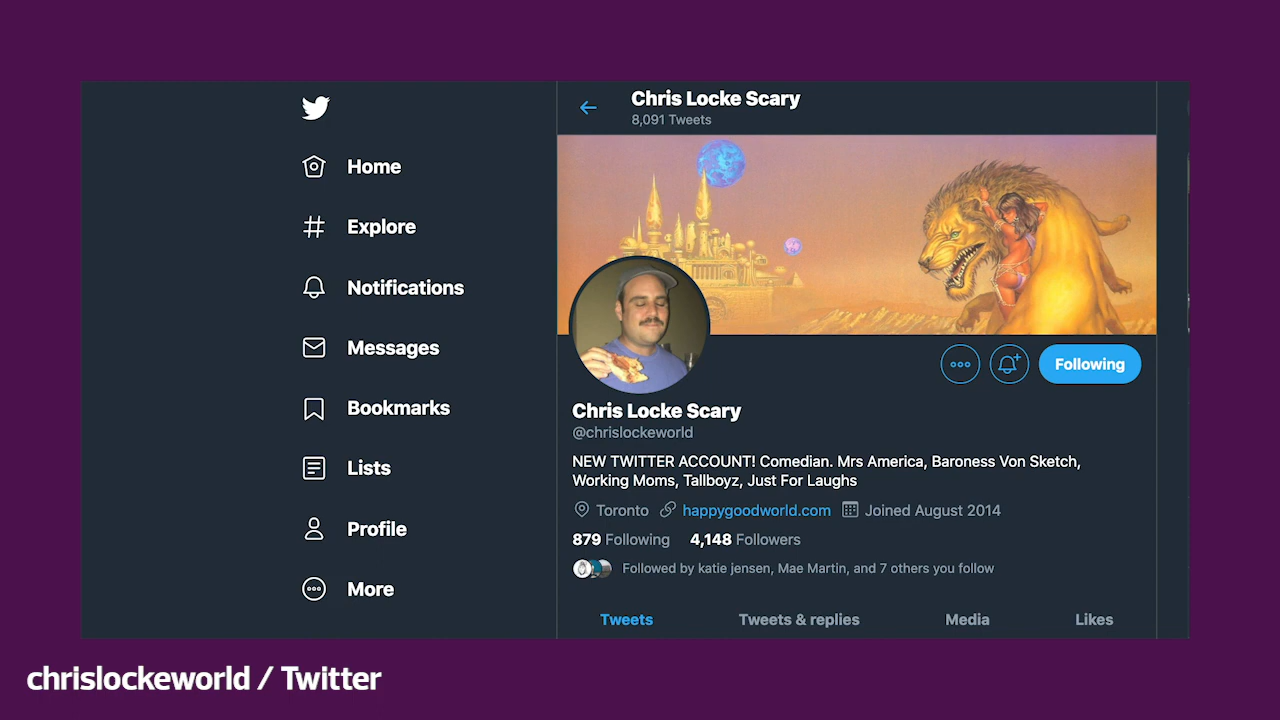 Chris Locke Scary
8,091 Tweets
Home
Explore
Notifications
Messages
Bookmarks
Lists
Profile
More
Following
Chris Locke Scary
@chrislockeworld
NEW TWITTER ACCOUNT! Comedian. Mrs America, Baroness Von Sketch,
Working Moms, Tallboyz, Just For Laughs
Toronto happygoodworld.com Joined August 2014
879 Following 4,148 Followers
Followed by katie jensen, Mae Martin, and 7 others you follow
Tweets Tweets & replies Media Likes
chrislockeworld / Twitter